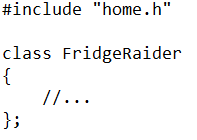 #include "home.h"

class FridgeRaider
{
    //...
};